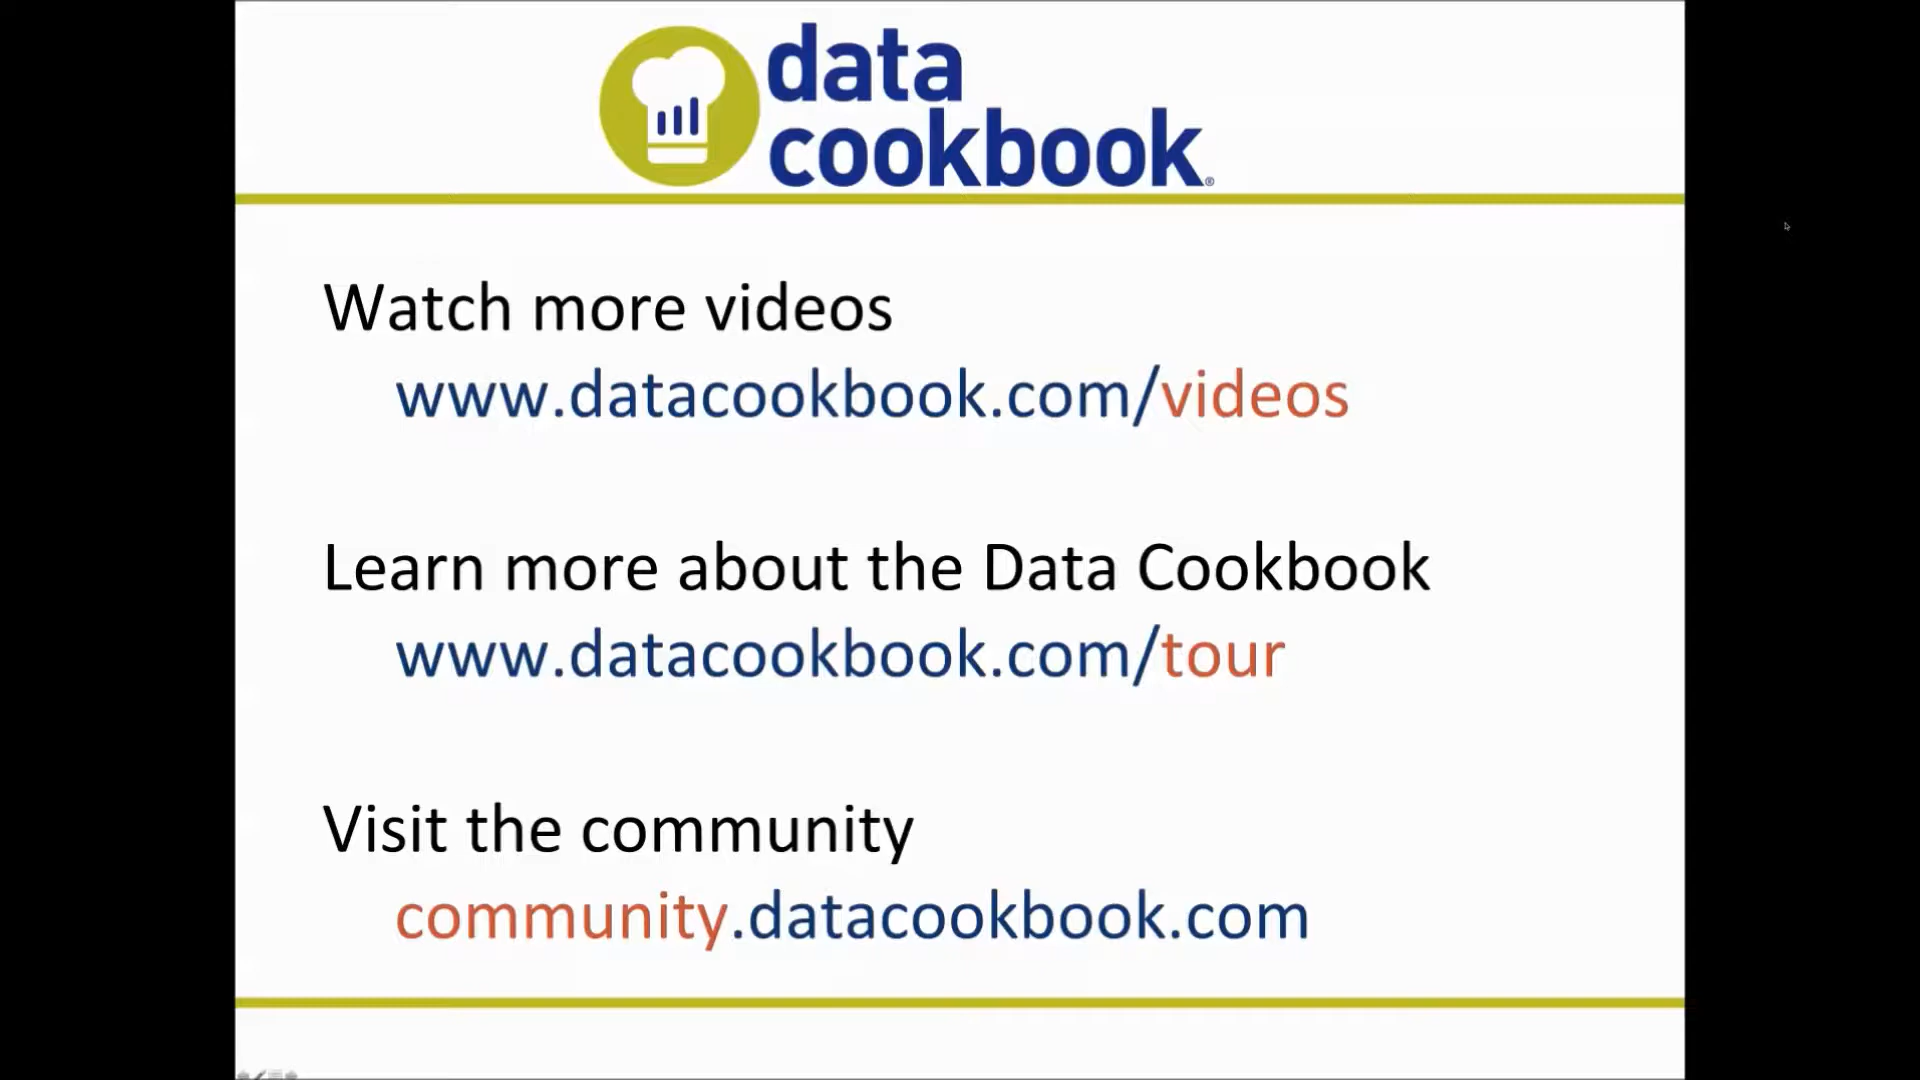 data
cookbook®
Watch more videos
www.datacookbook.com/videos
Learn more about the Data Cookbook
www.datacookbook.com/tour
Visit the community
community.datacookbook.com